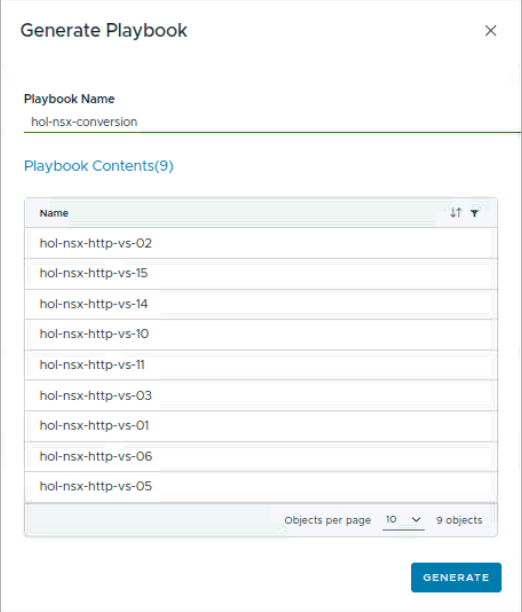 Generate Playbook
Playbook Name
hol-nsx-conversion
Playbook Contents(9)
Name
hol-nsx-http-vs-02
hol-nsx-http-vs-15
hol-nsx-http-vs-14
hol-nsx-http-vs-10
hol-nsx-http-vs-11
hol-nsx-http-vs-03
hol-nsx-http-vs-01
hol-nsx-http-vs-06
hol-nsx-http-vs-05
Objects per page 10 9 objects
GENERATE